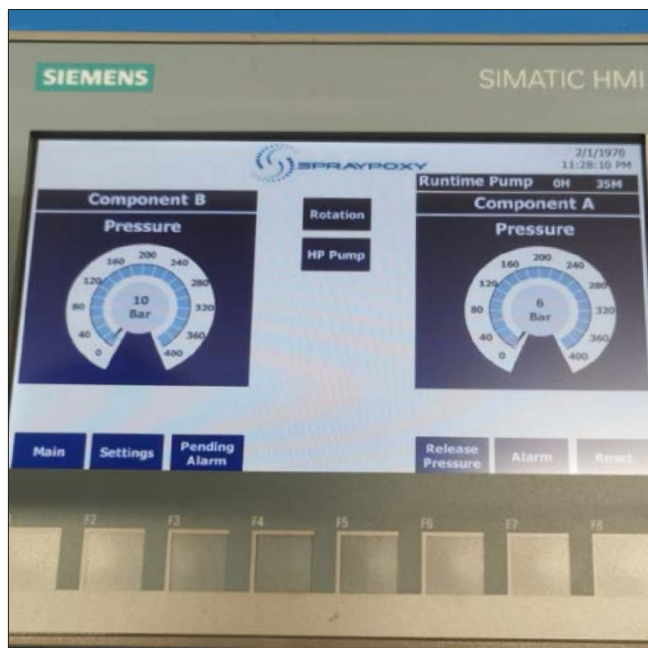 SIEMENS
SIMATIC HMI
SPRAYPOXY
2/1/1970
11:28:10 PM
Runtime Pump 0H 35M
Component B
Pressure
0
40
80
120
160
200
240
280
320
360
400
10
Bar
Rotation
HP Pump
Component A
Pressure
0
40
80
120
160
200
240
280
320
360
400
6
Bar
Main
Settings
Pending
Alarm
Release
Pressure
Alarm
Reset
F2
F3
F4
F5
F6
F7
F8